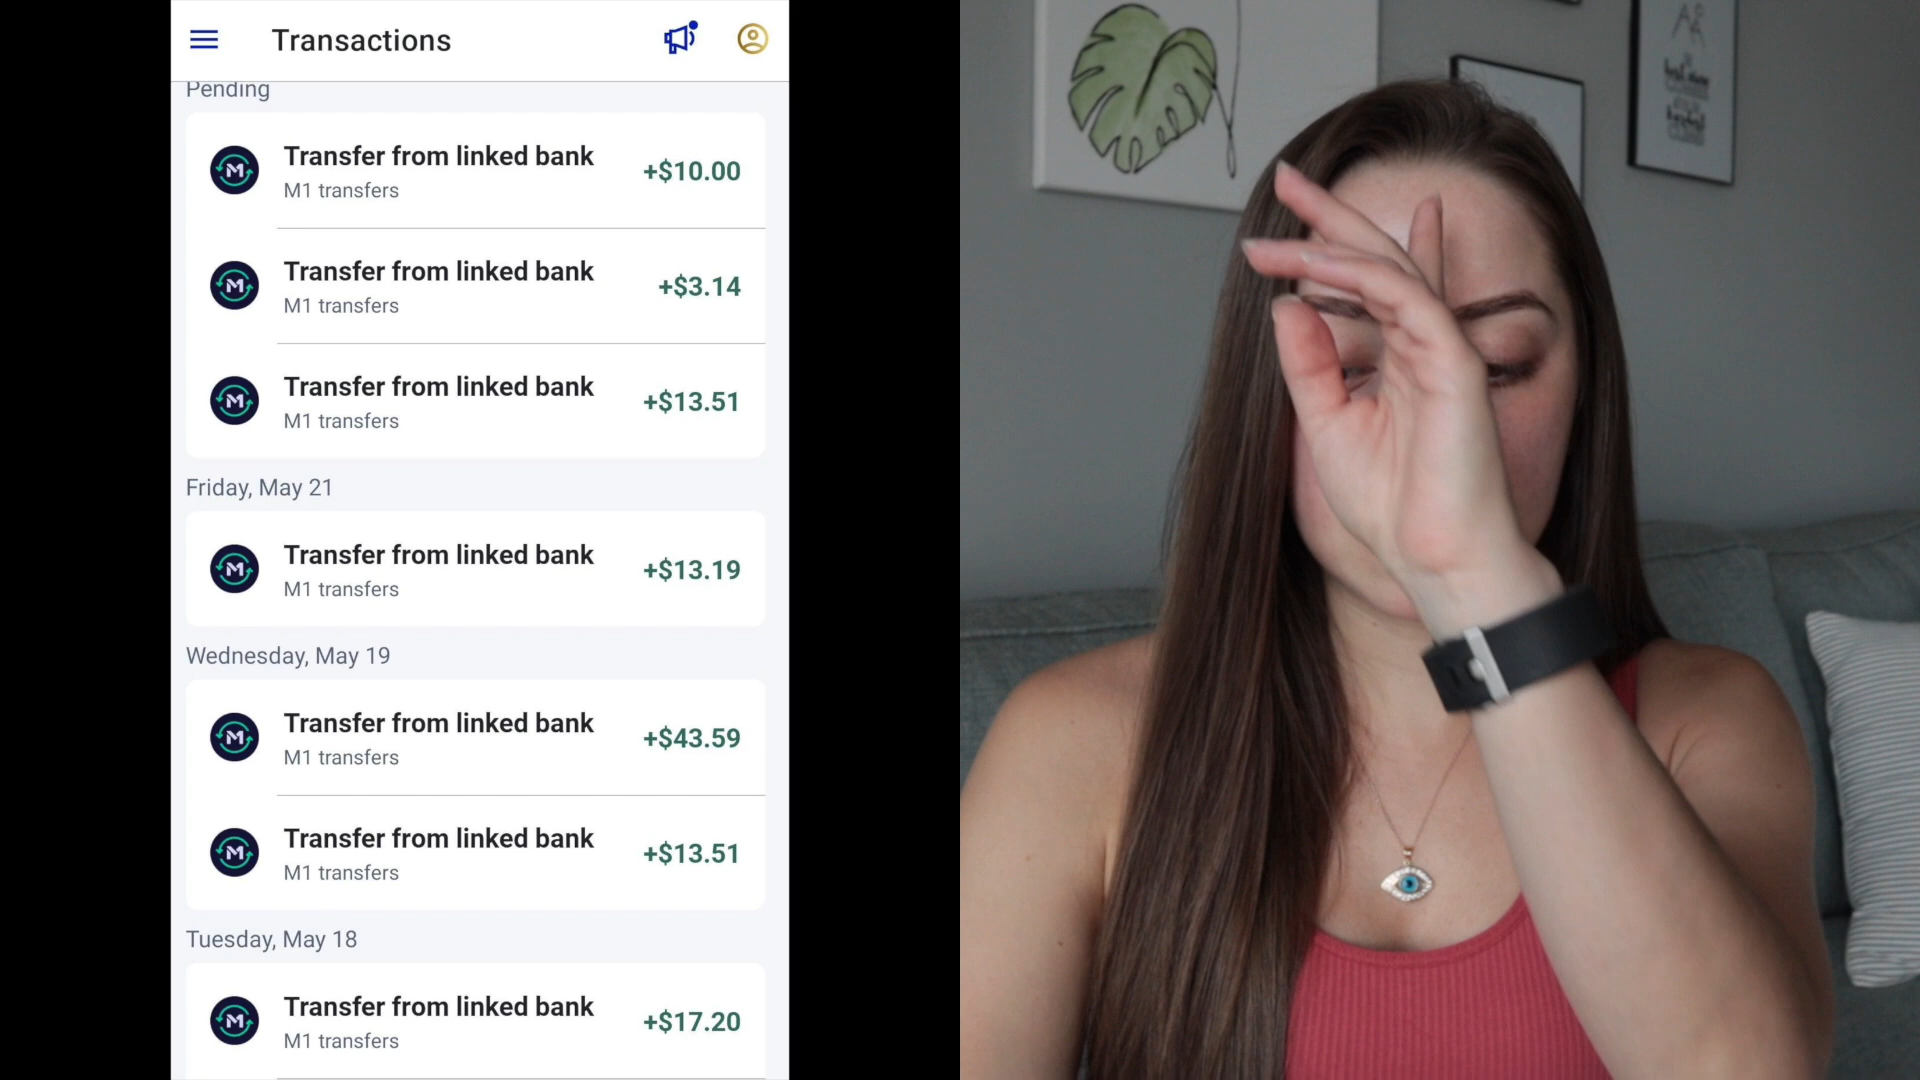 Transactions
Pending
Transfer from linked bank
+$10.00
M1 transfers
Transfer from linked bank
+$3.14
M1 transfers
Transfer from linked bank
+$13.51
M1 transfers
Friday, May 21
Transfer from linked bank
+$13.19
M1 transfers
Wednesday, May 19
Transfer from linked bank
+$43.59
M1 transfers
Transfer from linked bank
+$13.51
M1 transfers
Tuesday, May 18
Transfer from linked bank
+$17.20
M1 transfers